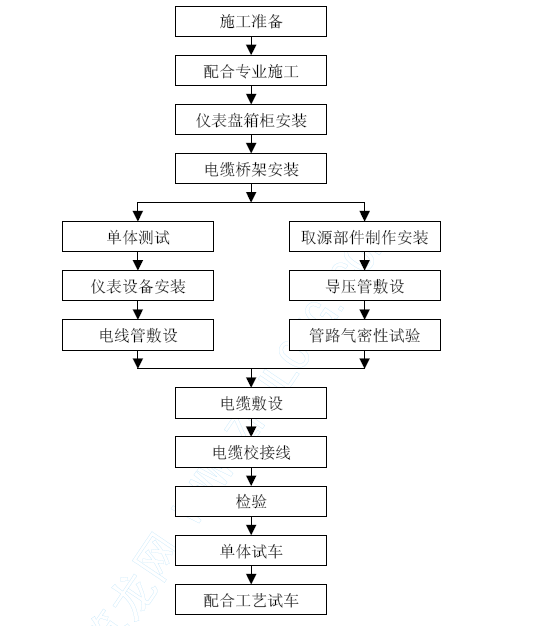 施工准备
配合专业施工
仪表盘箱柜安装
电缆桥架安装
单体测试
取源部件制作安装
仪表设备安装
导压管敷设
电线管敷设
管路气密性试验
电缆敷设
电缆校接线
检验
单体试车
配合工艺试车